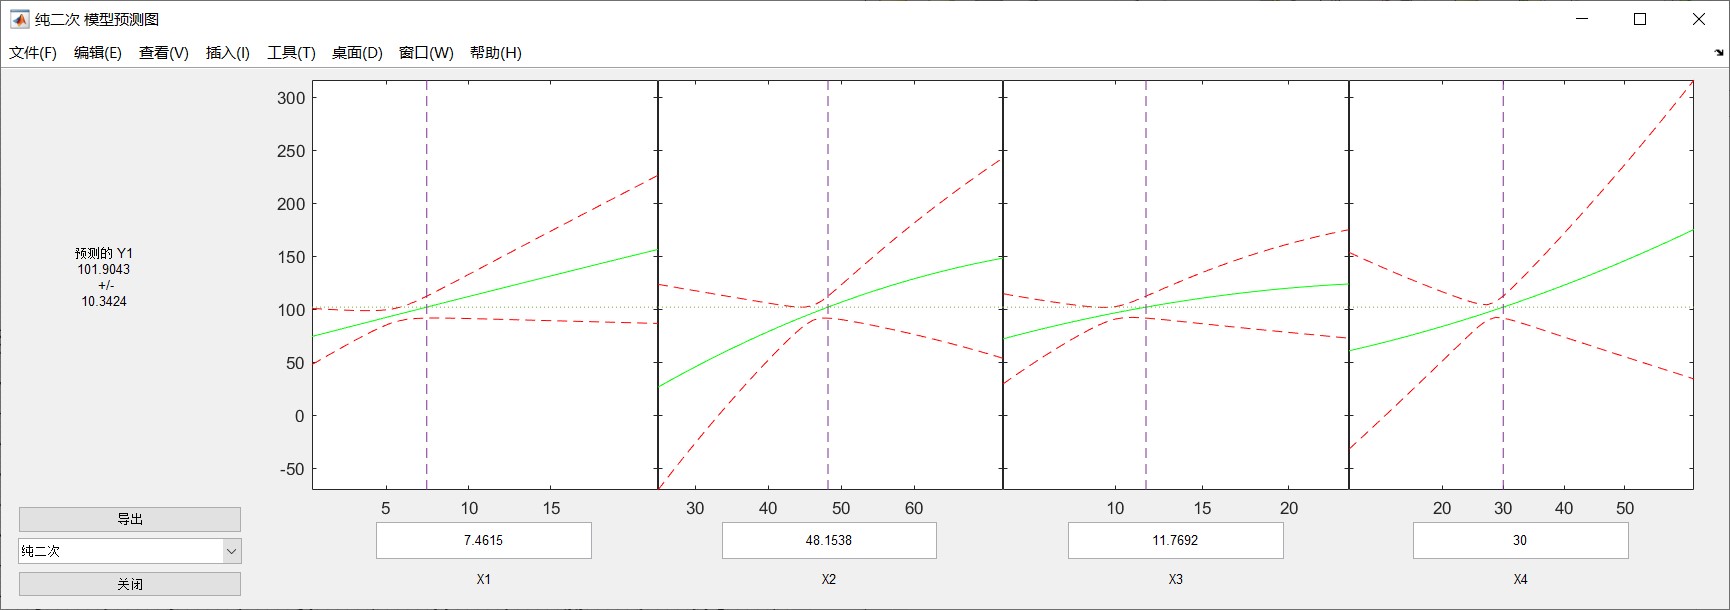 纯二次 模型预测图
文件(F) 编辑(E) 查看(V) 插入(I) 工具(T) 桌面(D) 窗口(W) 帮助(H)
300
250
200
150
100
50
0
-50
预测的 Y1
101.9043
+/-
10.3424
5 10 15 30 40 50 60 10 15 20 20 30 40 50
导出
7.4615 48.1538 11.7692 30
纯二次
X1 X2 X3 X4
关闭